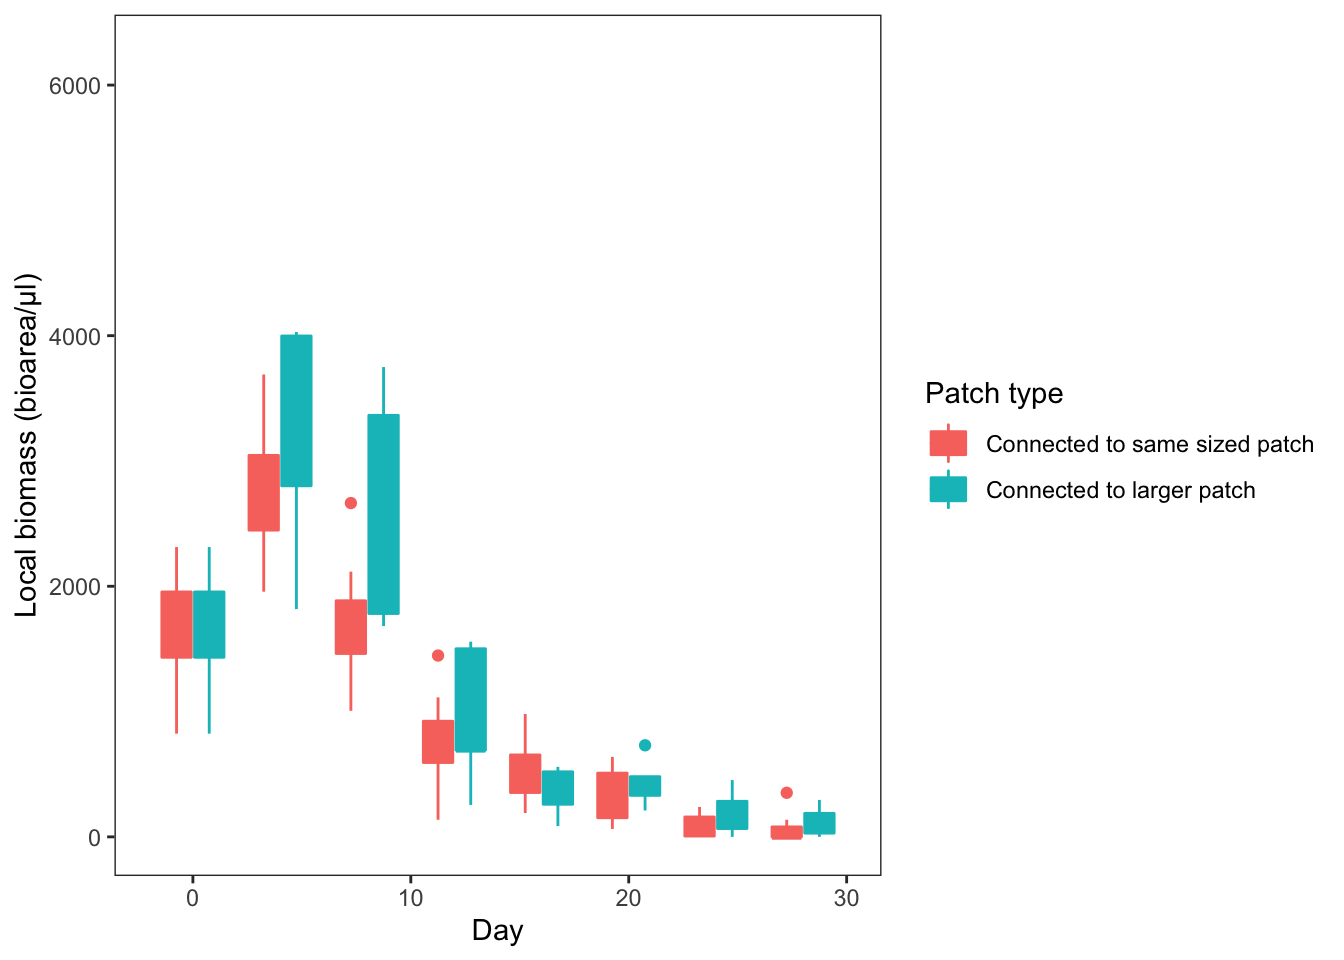 Local biomass (bioarea/µl)
6000
4000
2000
0
0 10 20 30
Day
Patch type
Connected to same sized patch
Connected to larger patch